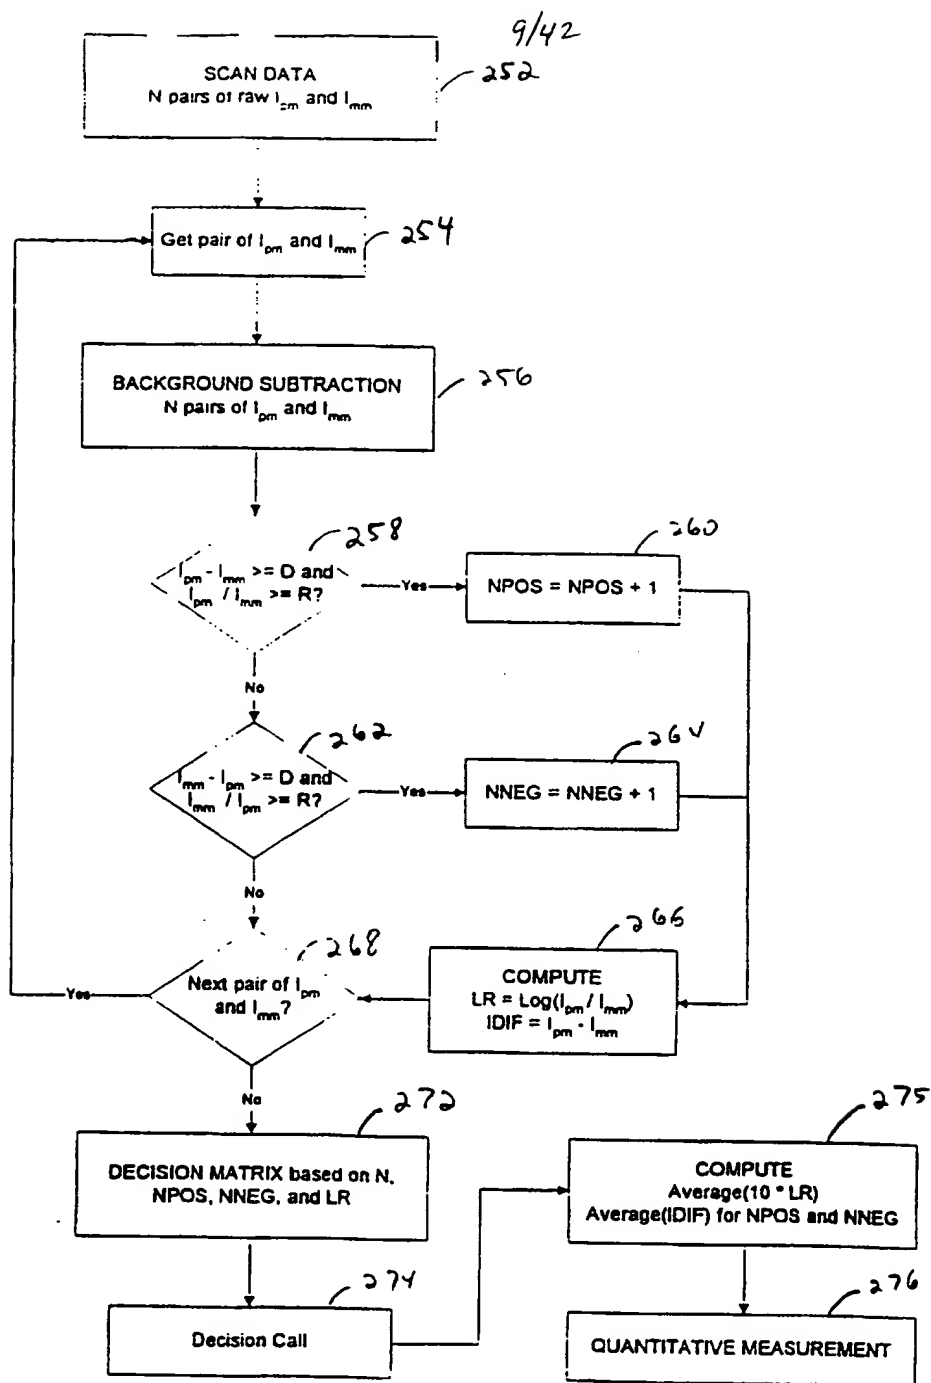 9/42
SCAN DATA
N pairs of raw Ipm and Imm
252
Get pair of Ipm and Imm
254
BACKGROUND SUBTRACTION
N pairs of Ipm and Imm
256
258
Ipm - Imm >= D and
Ipm / Imm >= R?
Yes
260
NPOS = NPOS + 1
No
262
Imm - Ipm >= D and
Imm / Ipm >= R?
Yes
264
NNEG = NNEG + 1
No
268
Next pair of Ipm
and Imm?
Yes
266
COMPUTE
LR = Log(Ipm / Imm)
IDIF = Ipm - Imm
No
272
DECISION MATRIX based on N,
NPOS, NNEG, and LR
274
Decision Call
275
COMPUTE
Average(10 * LR)
Average(IDIF) for NPOS and NNEG
276
QUANTITATIVE MEASUREMENT